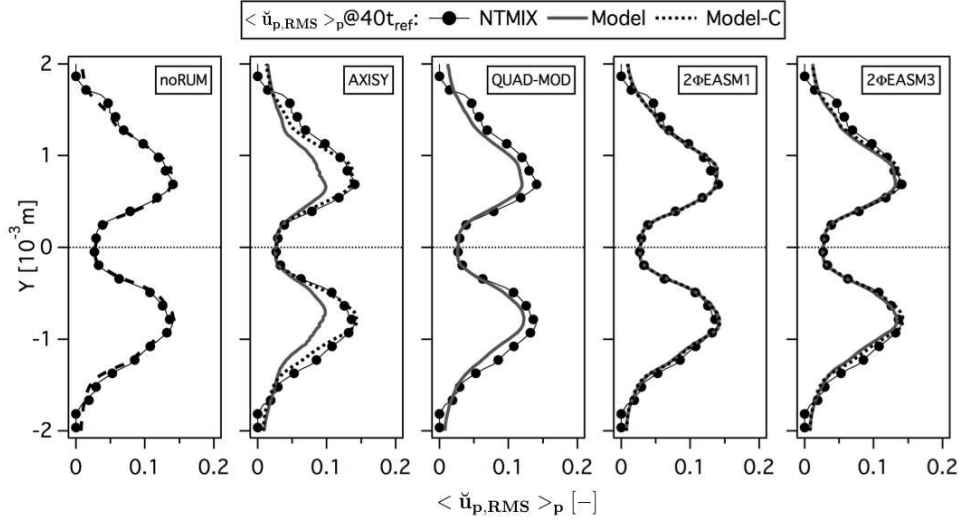 < ŭp,RMS >p@40tref: NTMIX Model Model-C
noRUM AXISY QUAD-MOD 2ΦEASM1 2ΦEASM3
Y [10-3m]
2
1
0
-1
-2
0 0.1 0.2 0 0.1 0.2 0 0.1 0.2 0 0.1 0.2 0 0.1 0.2
< ŭp,RMS >p [−]